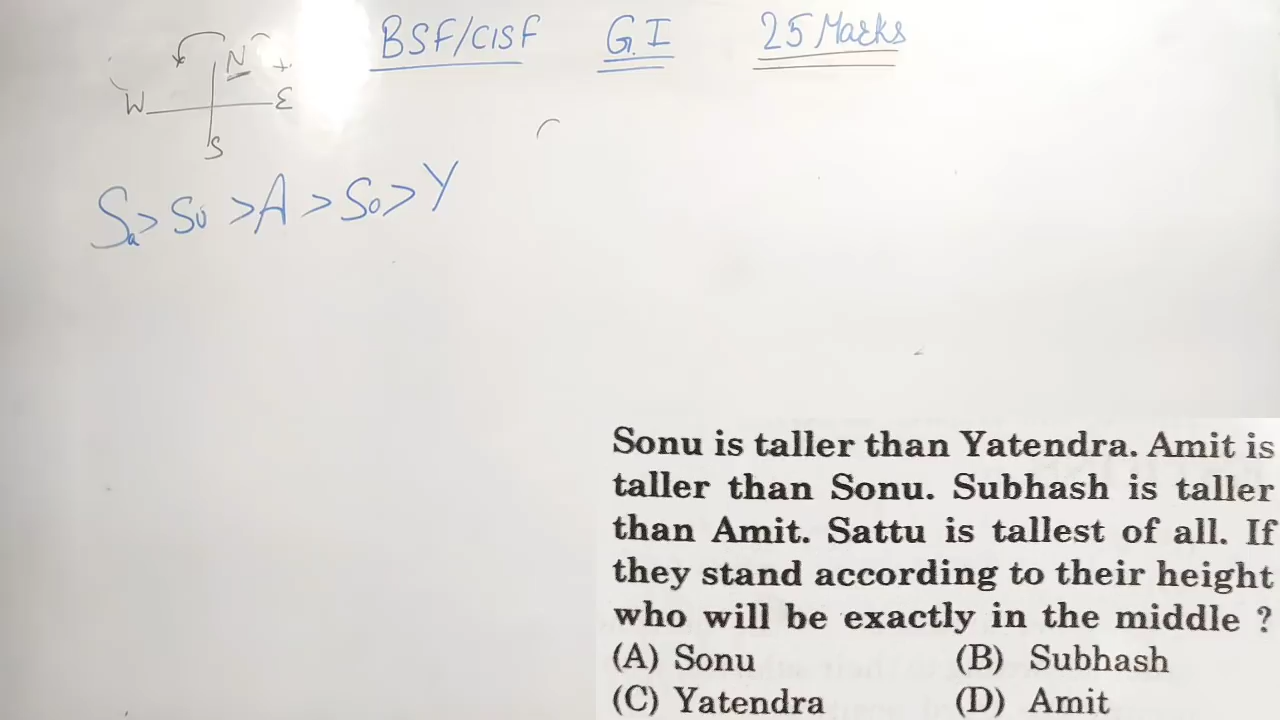 BSF/CISF G.I 25 Marks
N
W E
S
Sa > Su > A > So > Y
Sonu is taller than Yatendra. Amit is
taller than Sonu. Subhash is taller
than Amit. Sattu is tallest of all. If
they stand according to their height
who will be exactly in the middle ?
(A) Sonu (B) Subhash
(C) Yatendra (D) Amit